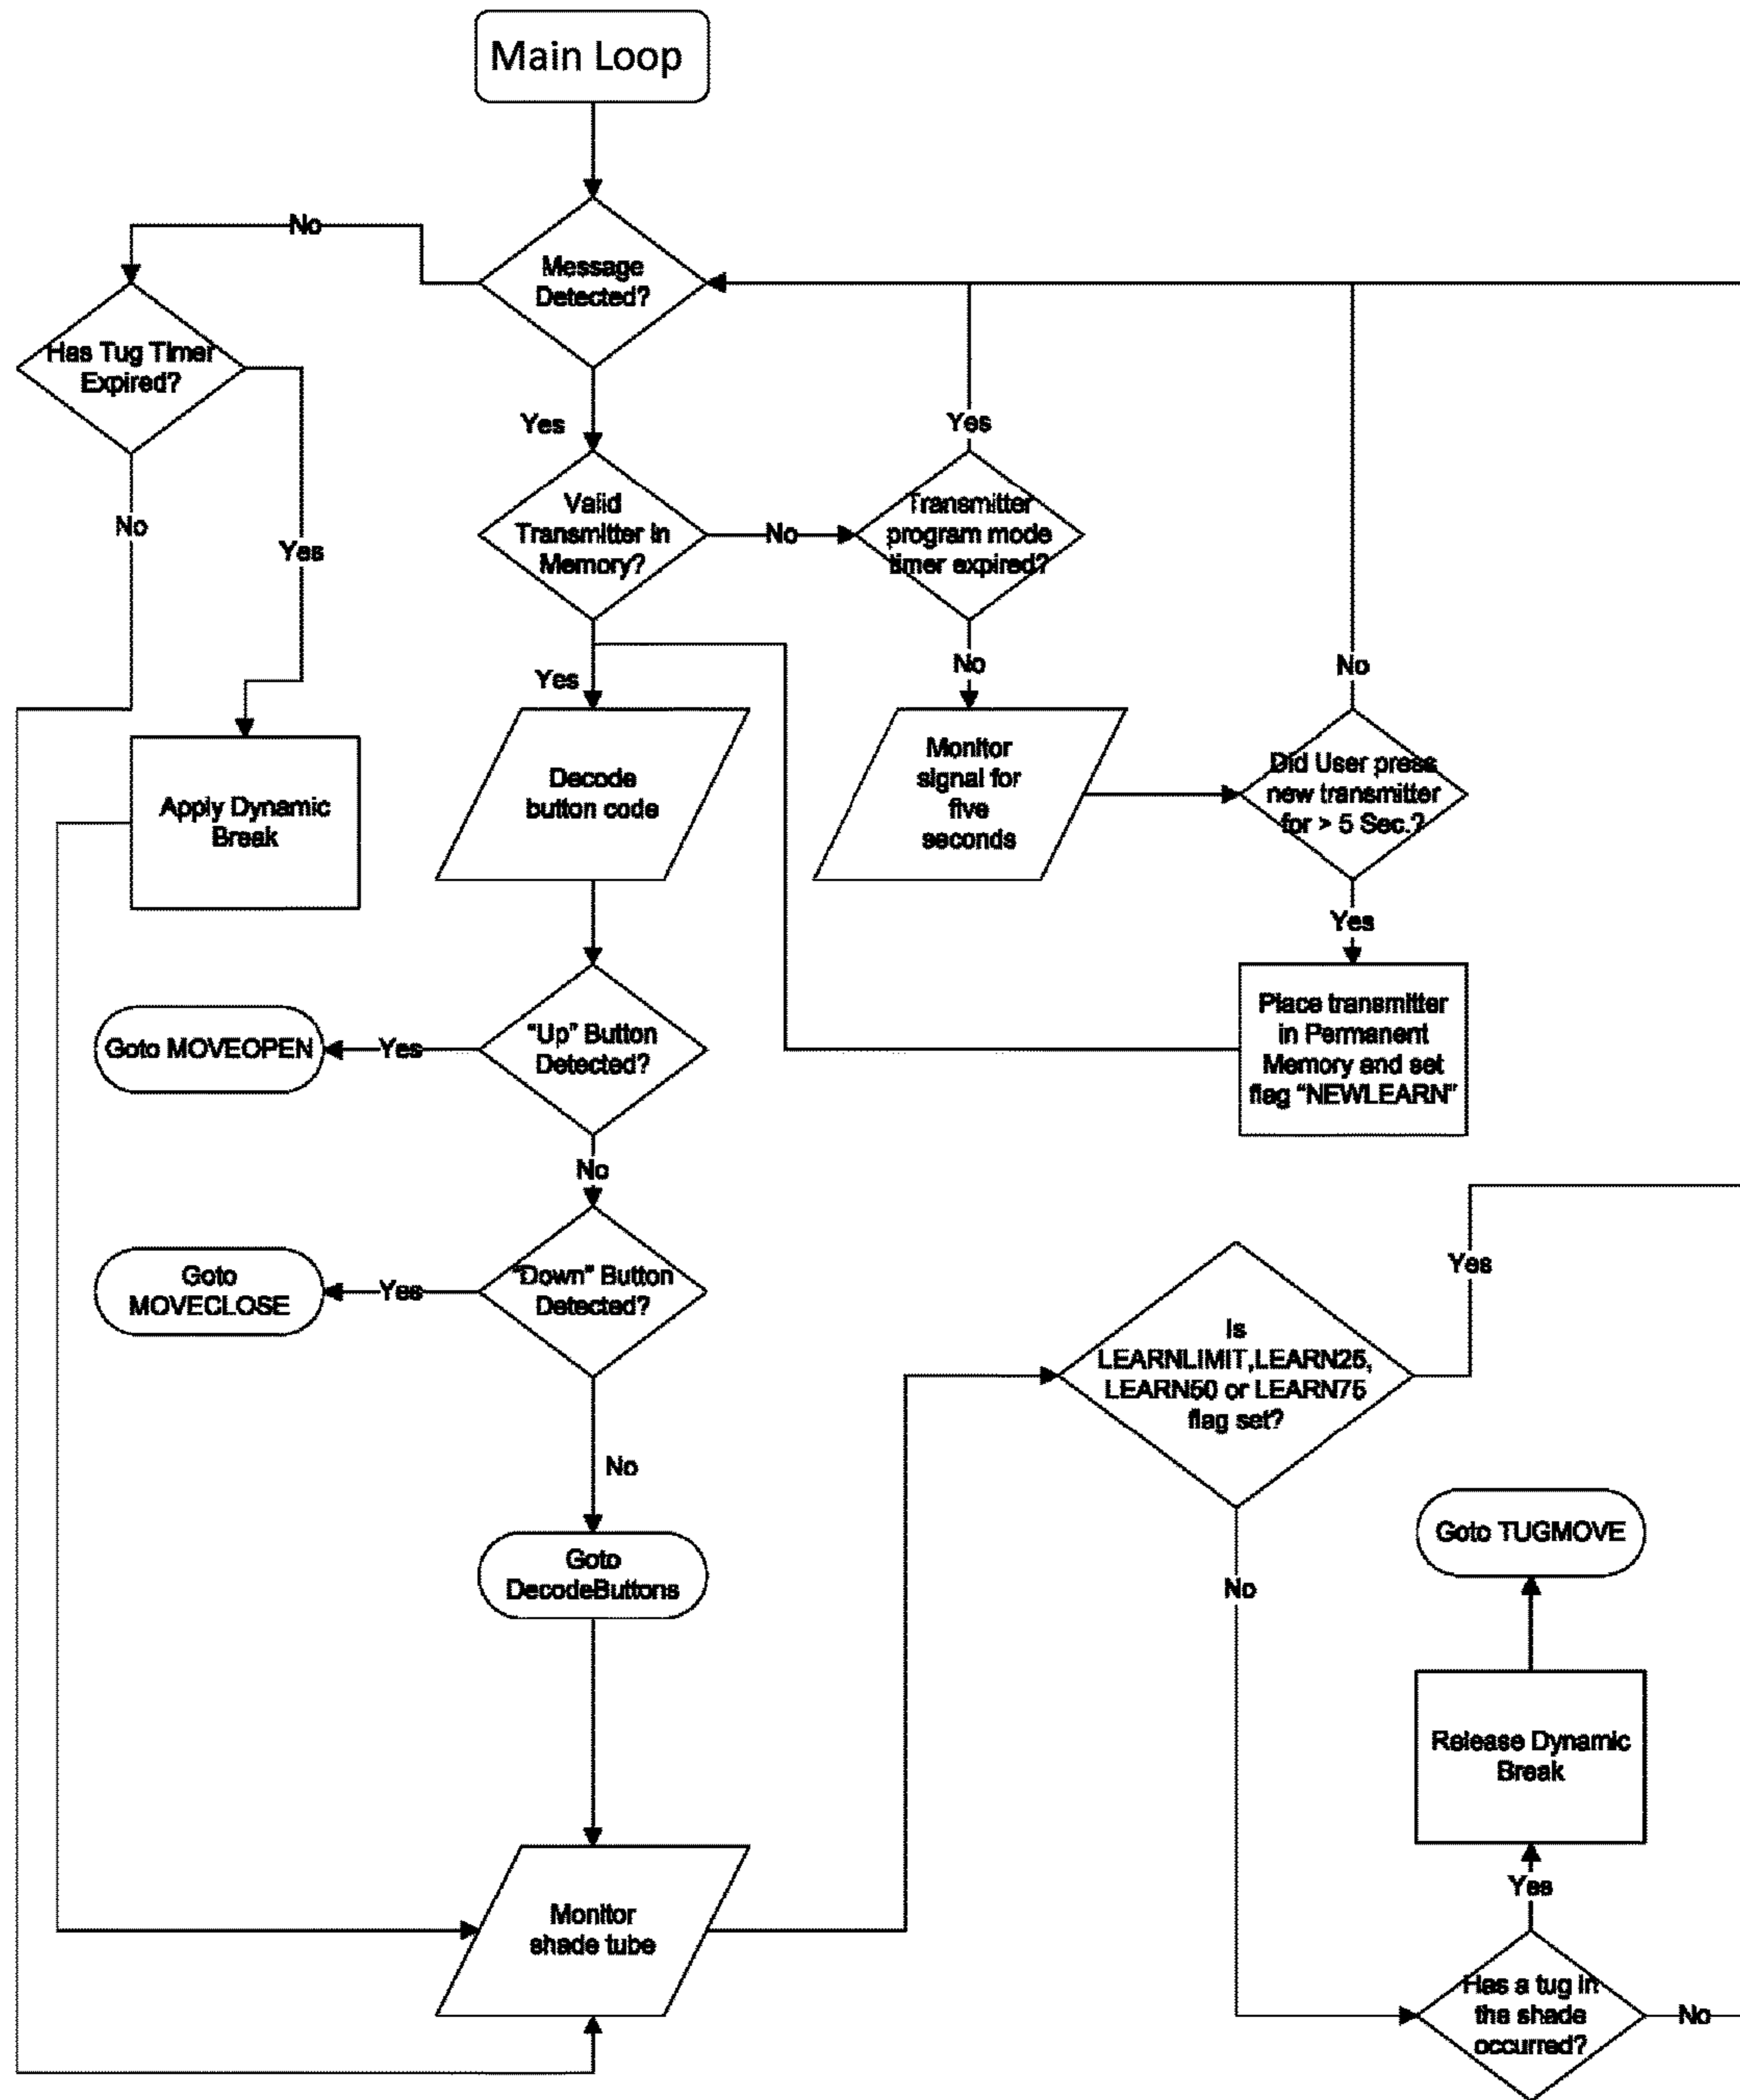 Main Loop
No
Message
Detected?
Has Tug Timer
Expired?
Yes
Yes
Valid
Transmitter in
Memory?
No
Transmitter
program mode
timer expired?
No
Yes
Yes
No
No
Decode
button code
Monitor
signal for
five
seconds
Did User press
new transmitter
for > 5 Sec.?
Apply Dynamic
Break
Yes
Place transmitter
in Permanent
Memory and set
flag "NEWLEARN"
Goto MOVEOPEN
Yes
"Up" Button
Detected?
No
Goto
MOVECLOSE
Yes
"Down" Button
Detected?
Yes
Is
LEARNLIMIT,LEARN25,
LEARN50 or LEARN75
flag set?
No
Goto
DecodeButtons
No
Goto TUGMOVE
Release Dynamic
Break
Yes
Monitor
shade tube
Has a tug in
the shade
occurred?
No